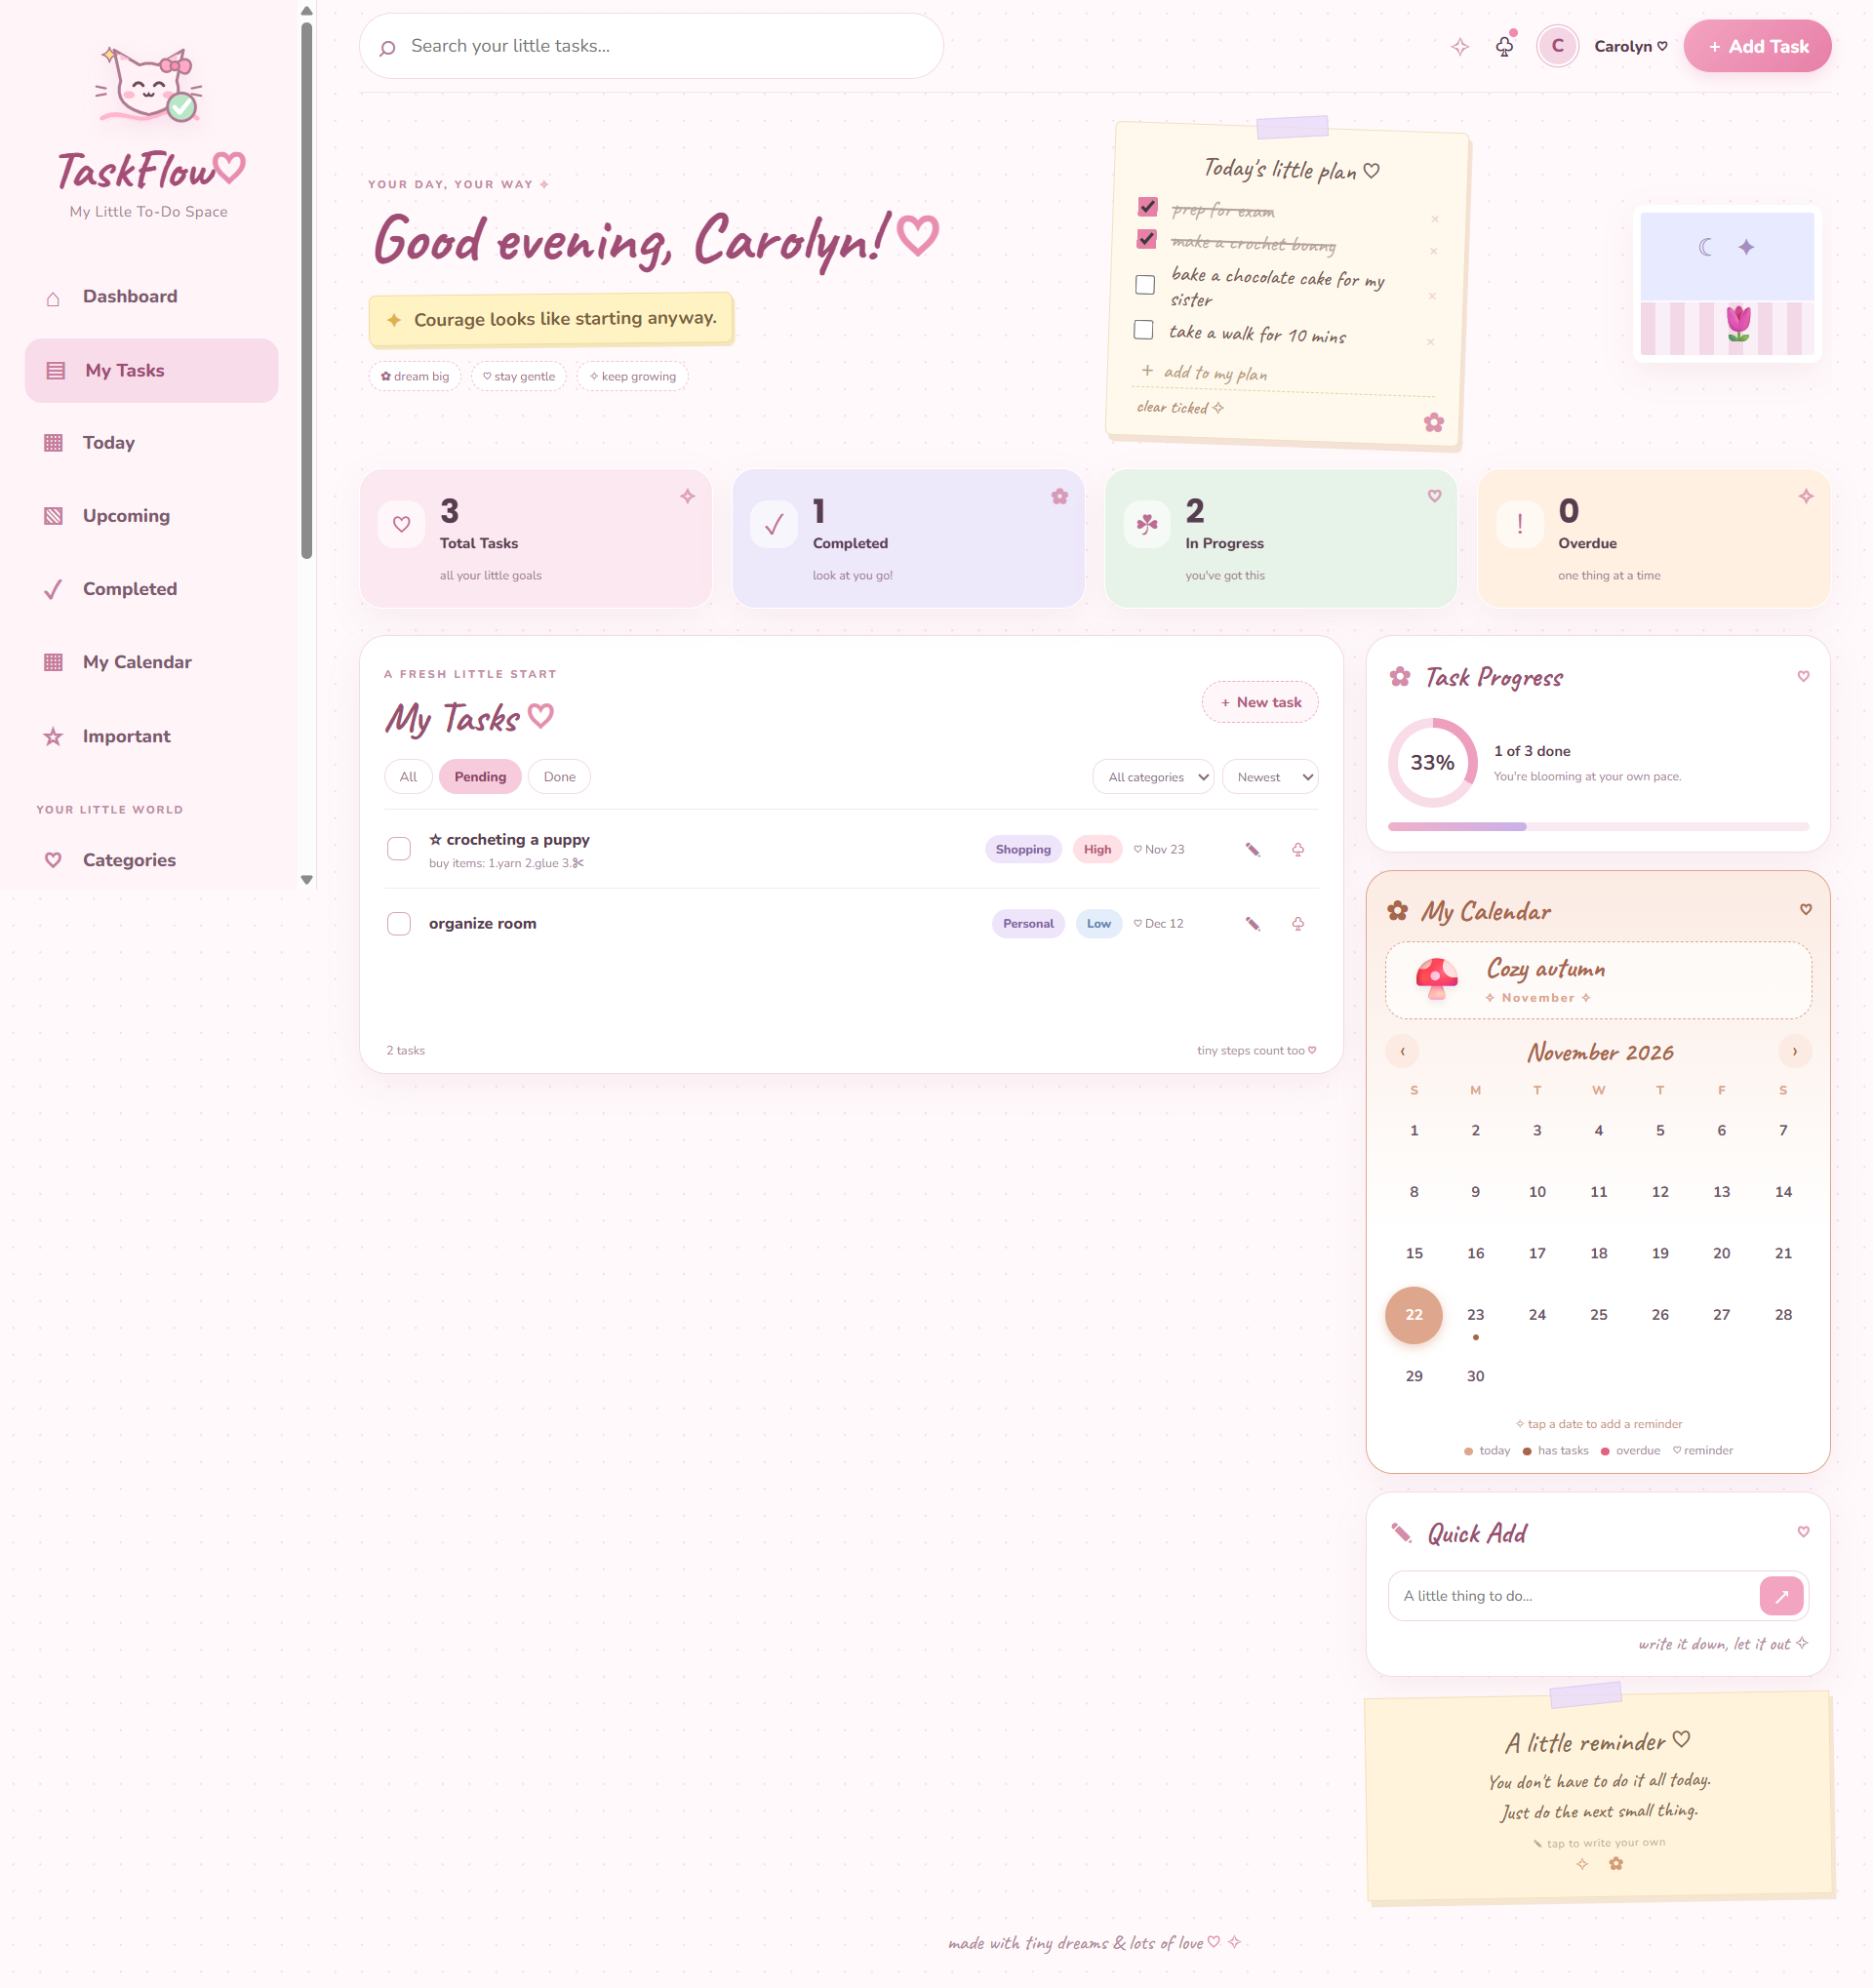 TaskFlow♡
My Little To-Do Space
Dashboard
My Tasks
Today
Upcoming
Completed
My Calendar
Important
YOUR LITTLE WORLD
Categories
Search your little tasks...
C
Carolyn ♡
+ Add Task
YOUR DAY, YOUR WAY ✧
Good evening, Carolyn!♡
✦ Courage looks like starting anyway.
✿ dream big
♡ stay gentle
✧ keep growing
Today's little plan ♡
prep for exam ×
make a crochet bonny ×
bake a chocolate cake for my
sister ×
take a walk for 10 mins ×
+ add to my plan
clear ticked ✧
3
Total Tasks
all your little goals
1
Completed
look at you go!
2
In Progress
you've got this
!
0
Overdue
one thing at a time
A FRESH LITTLE START
My Tasks ♡
+ New task
All
Pending
Done
All categories
Newest
☆ crocheting a puppy
buy items: 1.yarn 2.glue 3.✂
Shopping
High
♡ Nov 23
organize room
Personal
Low
♡ Dec 12
2 tasks
tiny steps count too ♡
Task Progress
33%
1 of 3 done
You're blooming at your own pace.
My Calendar
Cozy autumn
✧ November ✧
‹ November 2026 ›
S M T W T F S
1 2 3 4 5 6 7
8 9 10 11 12 13 14
15 16 17 18 19 20 21
22 23 24 25 26 27 28
29 30
✧ tap a date to add a reminder
today has tasks overdue ♡ reminder
Quick Add
A little thing to do...
write it down, let it out ✧
A little reminder ♡
You don't have to do it all today.
Just do the next small thing.
✎ tap to write your own
made with tiny dreams & lots of love ♡ ✧